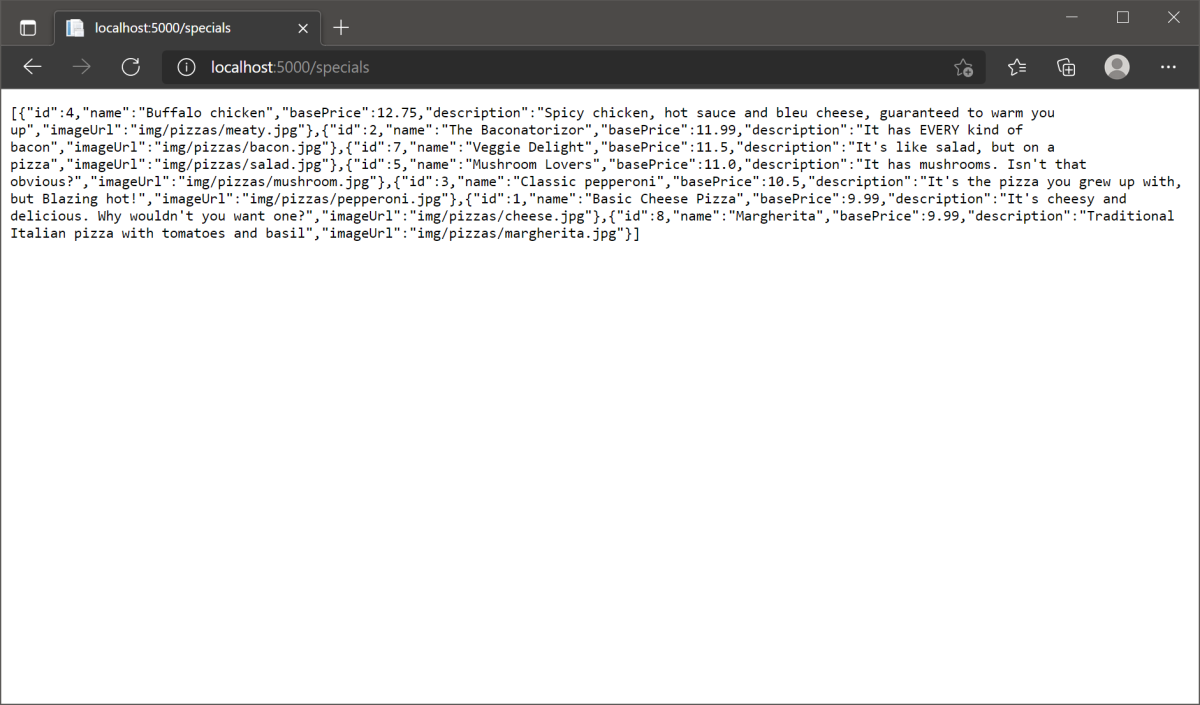 localhost:5000/specials
localhost:5000/specials
[{"id":4,"name":"Buffalo chicken","basePrice":12.75,"description":"Spicy chicken, hot sauce and bleu cheese, guaranteed to warm you
up","imageUrl":"img/pizzas/meaty.jpg"},{"id":2,"name":"The Baconatorizor","basePrice":11.99,"description":"It has EVERY kind of
bacon","imageUrl":"img/pizzas/bacon.jpg"},{"id":7,"name":"Veggie Delight","basePrice":11.5,"description":"It's like salad, but on a
pizza","imageUrl":"img/pizzas/salad.jpg"},{"id":5,"name":"Mushroom Lovers","basePrice":11.0,"description":"It has mushrooms. Isn't that
obvious?","imageUrl":"img/pizzas/mushroom.jpg"},{"id":3,"name":"Classic pepperoni","basePrice":10.5,"description":"It's the pizza you grew up with,
but Blazing hot!","imageUrl":"img/pizzas/pepperoni.jpg"},{"id":1,"name":"Basic Cheese Pizza","basePrice":9.99,"description":"It's cheesy and
delicious. Why wouldn't you want one?","imageUrl":"img/pizzas/cheese.jpg"},{"id":8,"name":"Margherita","basePrice":9.99,"description":"Traditional
Italian pizza with tomatoes and basil","imageUrl":"img/pizzas/margherita.jpg"}]